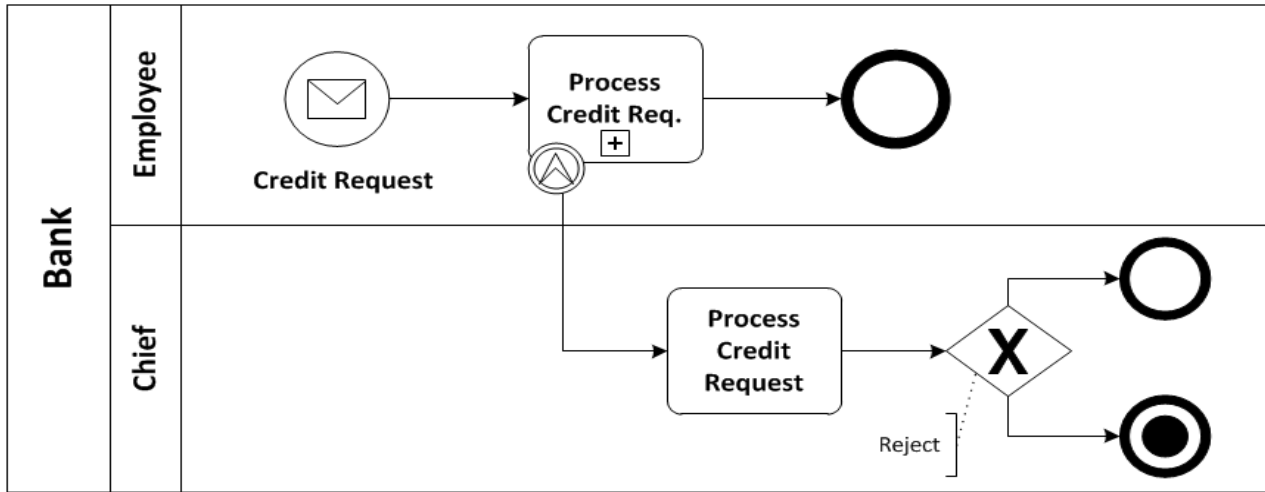 Bank
Employee
Credit Request
Process
Credit Req.
+
Chief
Process
Credit
Request
X
Reject